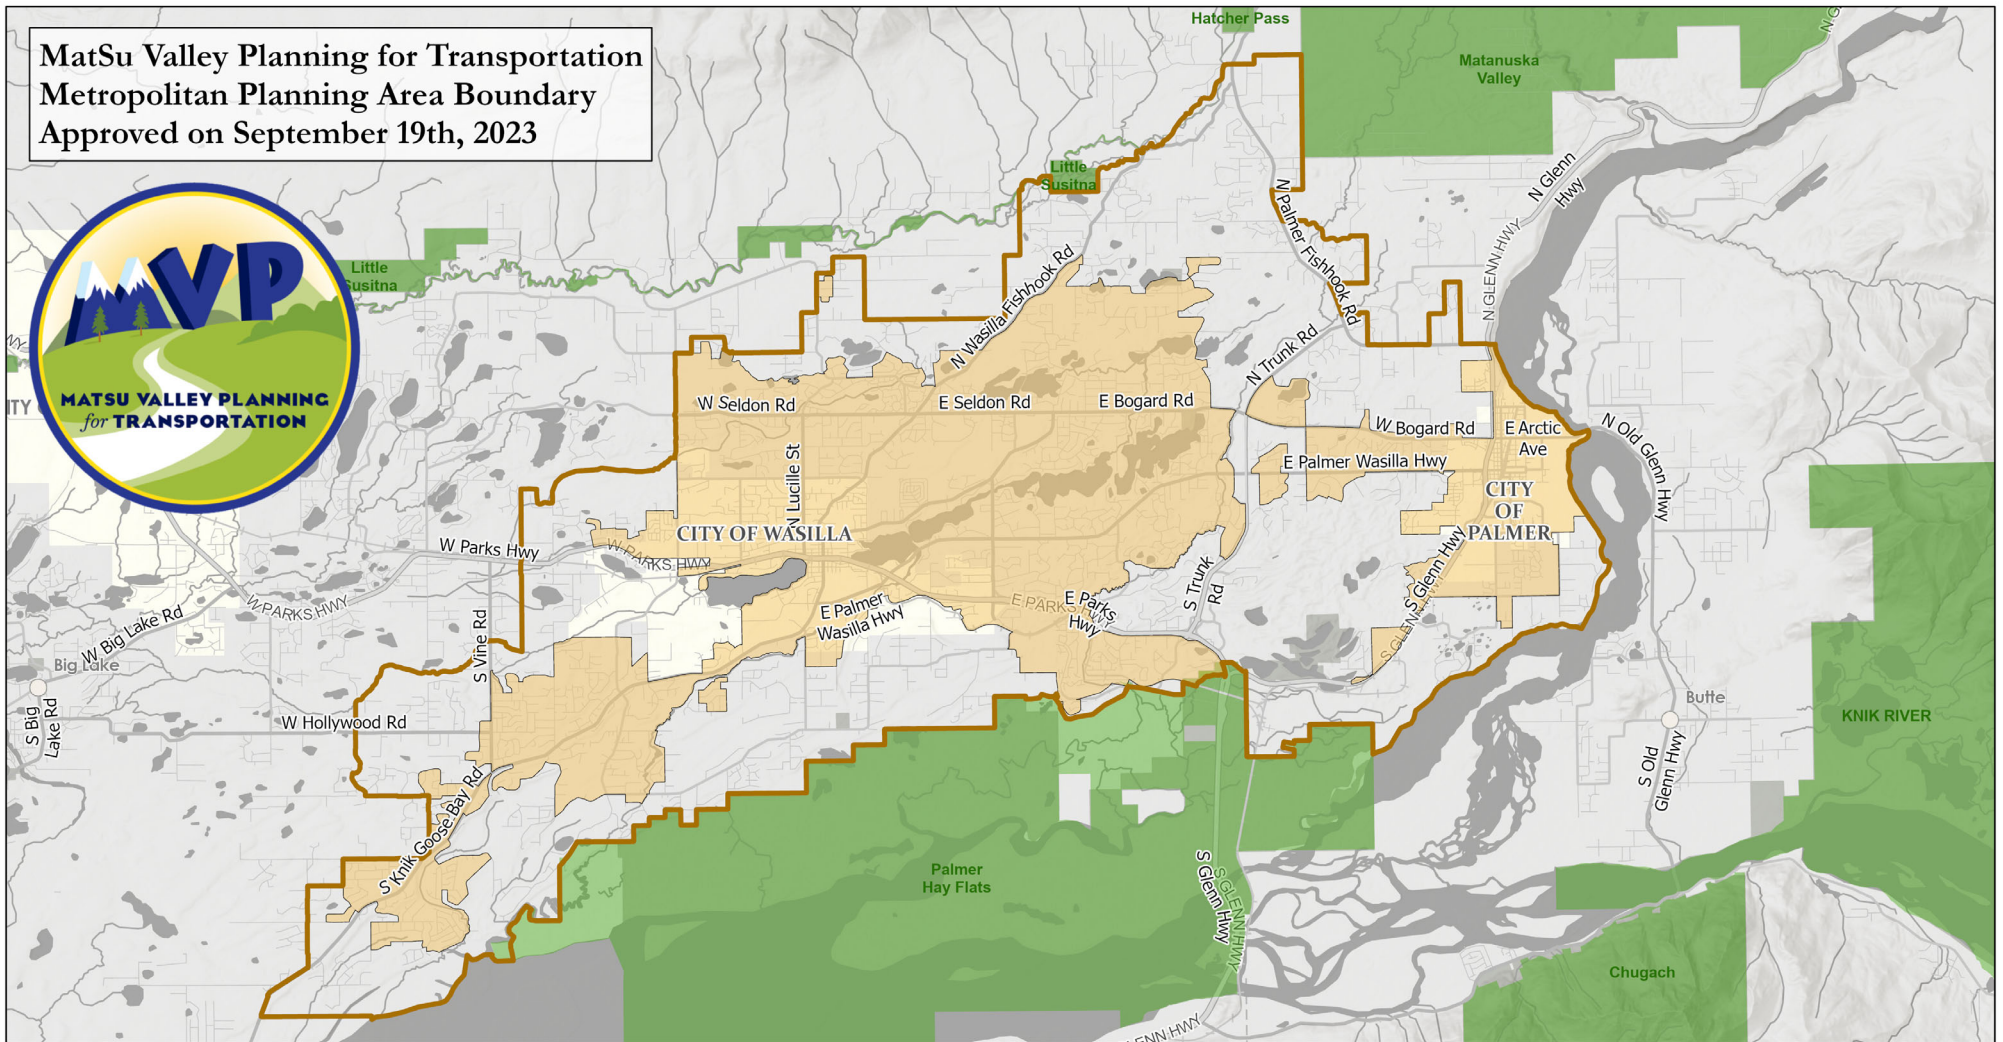 MatSu Valley Planning for Transportation
Metropolitan Planning Area Boundary
Approved on September 19th, 2023
MVP
MATSU VALLEY PLANNING
for TRANSPORTATION
Hatcher Pass
Matanuska
Valley
Little
Susitna
Little
Susitna
N Glenn
Hwy
N GLENN HWY
N Palmer Fishhook Rd
N Wasilla Fishhook Rd
N Trunk Rd
W Seldon Rd
E Seldon Rd
E Bogard Rd
W Bogard Rd
E Arctic
Ave
N Old Glenn Hwy
E Palmer Wasilla Hwy
N Lucille St
CITY OF WASILLA
CITY
OF
PALMER
W Parks Hwy
W PARKS HWY
W PARKS HWY
S Glenn Hwy
S Trunk
Rd
E PARKS HWY
E Parks
Hwy
E Palmer
Wasilla Hwy
S Vine Rd
W Big Lake Rd
Big Lake
S Big
Lake Rd
W Hollywood Rd
S Knik Goose Bay Rd
Butte
KNIK RIVER
S Old
Glenn Hwy
Palmer
Hay Flats
S Glenn Hwy
S GLENN HWY
Chugach